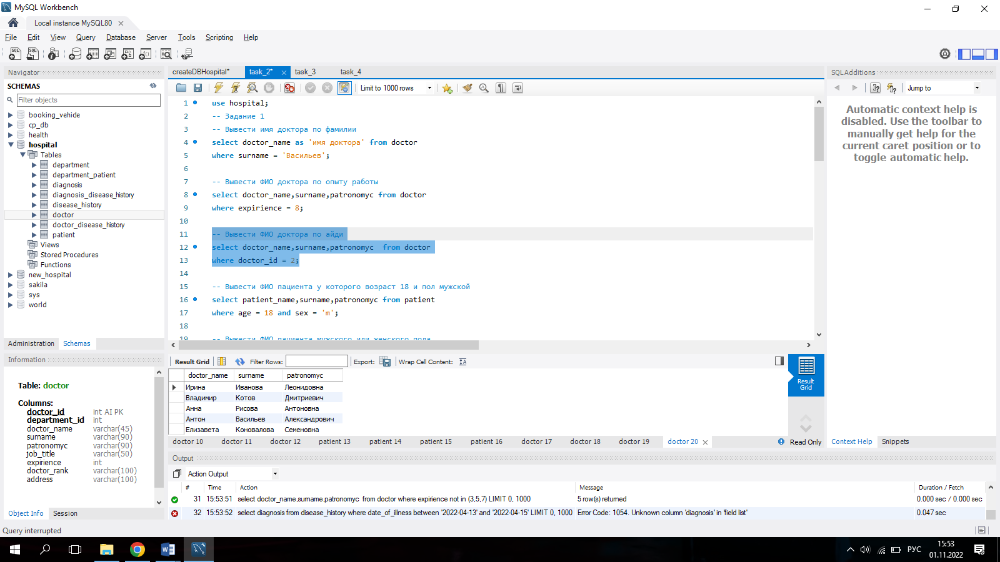 MySQL Workbench
Local instance MySQL80
File Edit View Query Database Server Tools Scripting Help
Navigator
SCHEMAS
Filter objects
booking_vehide
cp_db
health
hospital
Tables
department
department_patient
diagnosis
diagnosis_disease_history
disease_history
doctor
doctor_disease_history
patient
Views
Stored Procedures
Functions
new_hospital
sakila
sys
world
Administration Schemas
Information
Table: doctor
Columns:
doctor_id int AI PK
department_id int
doctor_name varchar(45)
surname varchar(90)
patronomyc varchar(90)
job_title varchar(50)
expirience int
doctor_rank varchar(100)
address varchar(100)
Object Info Session
Query interrupted
createDBHospital* task_2* task_3 task_4
Limit to 1000 rows
1 use hospital;
2 -- Задание 1
3 -- Вывести имя доктора по фамилии
4 select doctor_name as 'имя доктора' from doctor
5 where surname = 'Васильев';
6
7 -- Вывести ФИО доктора по опыту работы
8 select doctor_name,surname,patronomyc from doctor
9 where expirience = 8;
10
11 -- Вывести ФИО доктора по айди
12 select doctor_name,surname,patronomyc  from doctor
13 where doctor_id = 2;
14
15 -- Вывести ФИО пациента у которого возраст 18 и пол мужской
16 select patient_name,surname,patronomyc from patient
17 where age = 18 and sex = 'm';
18
19 -- Вывести ФИО пациента мужского или женского пола
Result Grid Filter Rows: Export: Wrap Cell Content:
doctor_name surname patronomyc
Ирина Иванова Леонидовна
Владимир Котов Дмитриевич
Анна Рисова Антоновна
Антон Васильев Александрович
Елизавета Коновалова Семеновна
Result Grid
doctor 10 doctor 11 doctor 12 patient 13 patient 14 patient 15 patient 16 doctor 17 doctor 18 doctor 19 doctor 20
Read Only
Output
Action Output
# Time Action Message Duration / Fetch
31 15:53:51 select doctor_name,surname,patronomyc  from doctor where expirience not in (3,5,7) LIMIT 0, 1000 5 row(s) returned 0.000 sec / 0.000 sec
32 15:53:52 select diagnosis from disease_history where date_of_illness between '2022-04-13' and '2022-04-15' LIMIT 0, 1000 Error Code: 1054. Unknown column 'diagnosis' in 'field list' 0.047 sec
SQLAdditions
Jump to
Automatic context help is
disabled. Use the toolbar to
manually get help for the
current caret position or to
toggle automatic help.
Context Help Snippets
РУС
15:53
01.11.2022